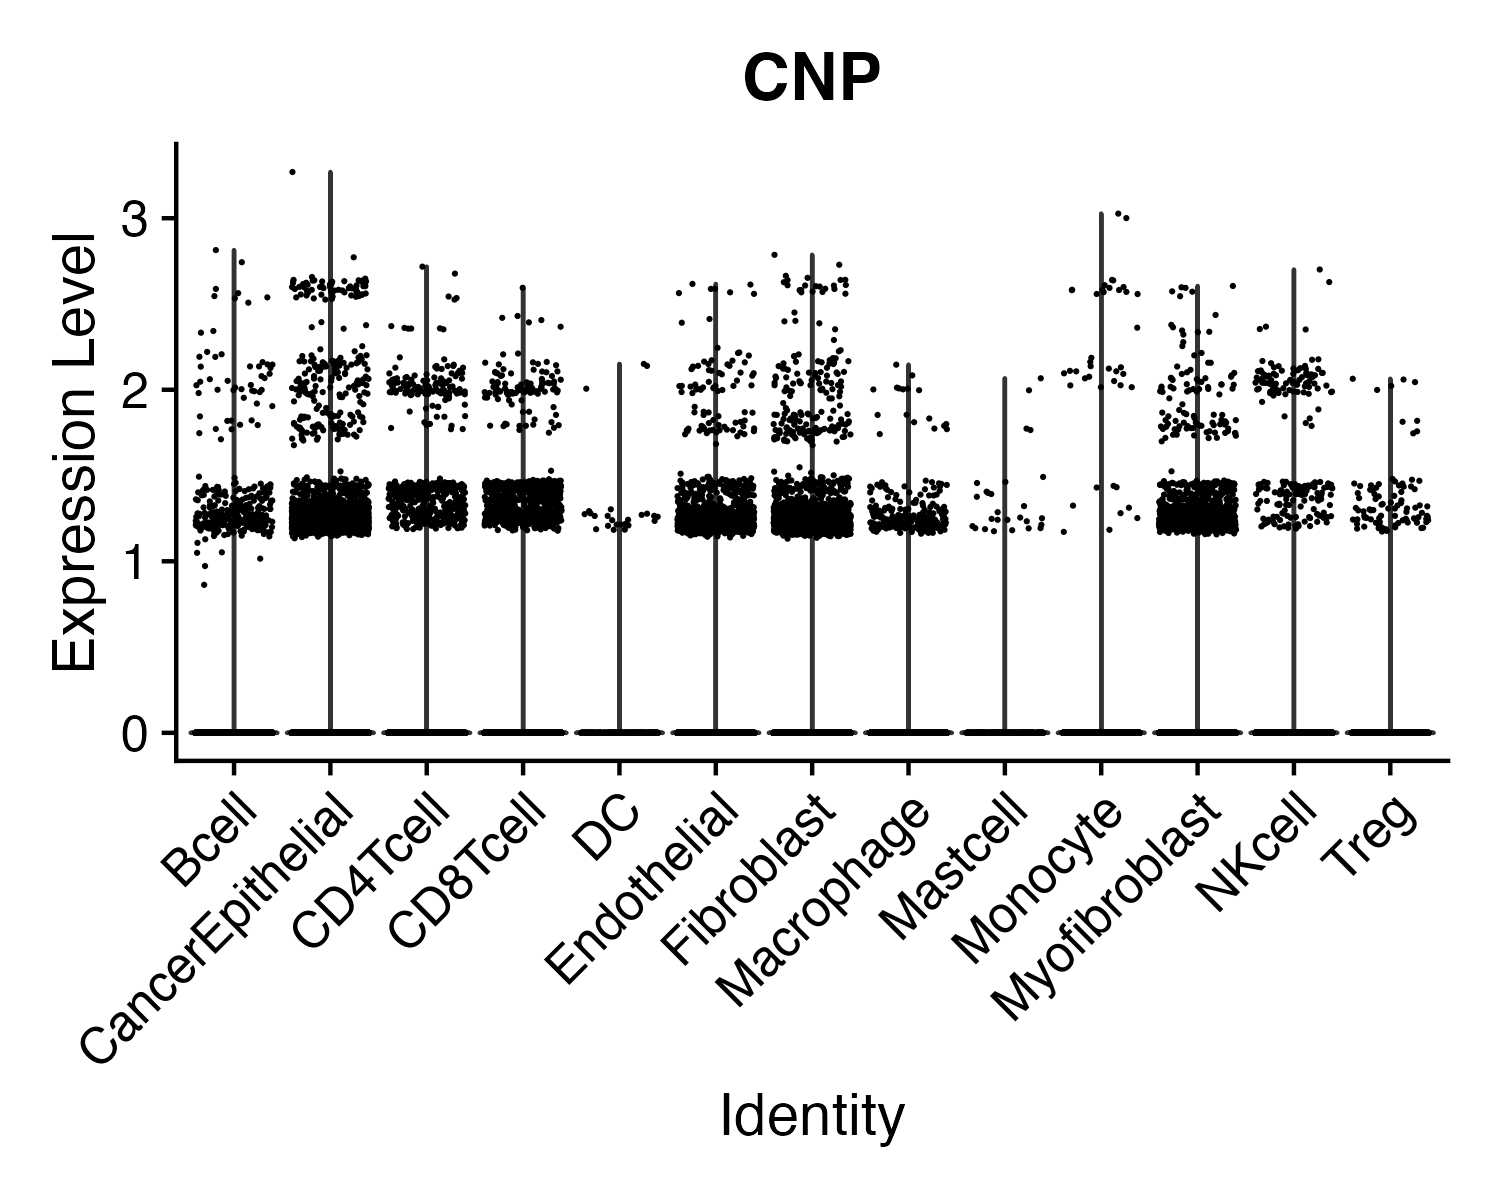 CNP
Expression Level
3
2
1
0
Bcell
CancerEpithelial
CD4Tcell
CD8Tcell
DC
Endothelial
Fibroblast
Macrophage
Mastcell
Monocyte
Myofibroblast
NKcell
Treg
Identity